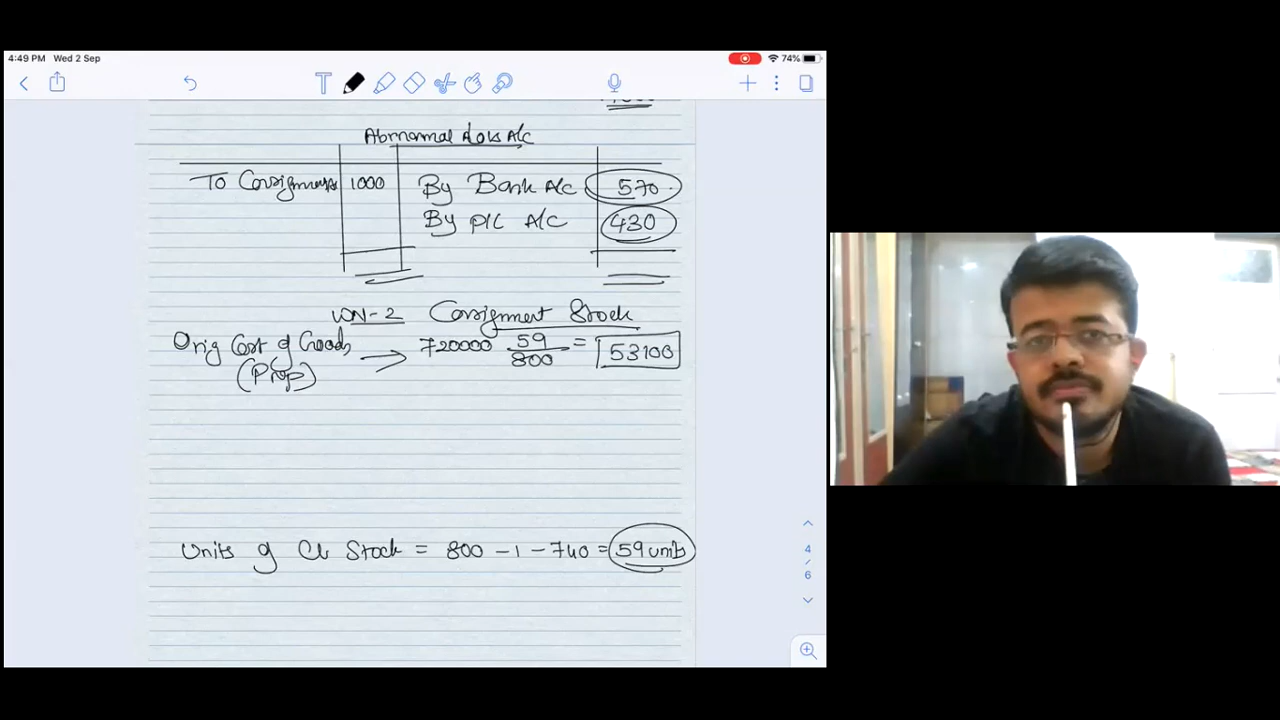 4:49 PM Wed 2 Sep
74%
Abnormal Loss A/c
To Consignment 1000 By Bank A/c 570
By P/L A/c 430
WN-2 Consignment Stock
Orig Cost of Goods → 720000 59/800 = 53100
(Prop)
Units of Cl Stock = 800 - 1 - 740 = 59 units
4
/
6